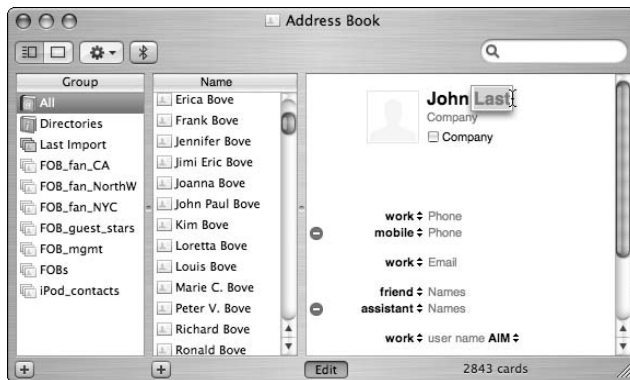 Address Book
Group
All
Directories
Last Import
FOB_fan_CA
FOB_fan_NorthW
FOB_fan_NYC
FOB_guest_stars
FOB_mgmt
FOBs
iPod_contacts
Name
Erica Bove
Frank Bove
Jennifer Bove
Jimi Eric Bove
Joanna Bove
John Paul Bove
Kim Bove
Loretta Bove
Louis Bove
Marie C. Bove
Peter V. Bove
Richard Bove
Ronald Bove
John Last
Company
Company
work Phone
mobile Phone
work Email
friend Names
assistant Names
work user name AIM
Edit
2843 cards